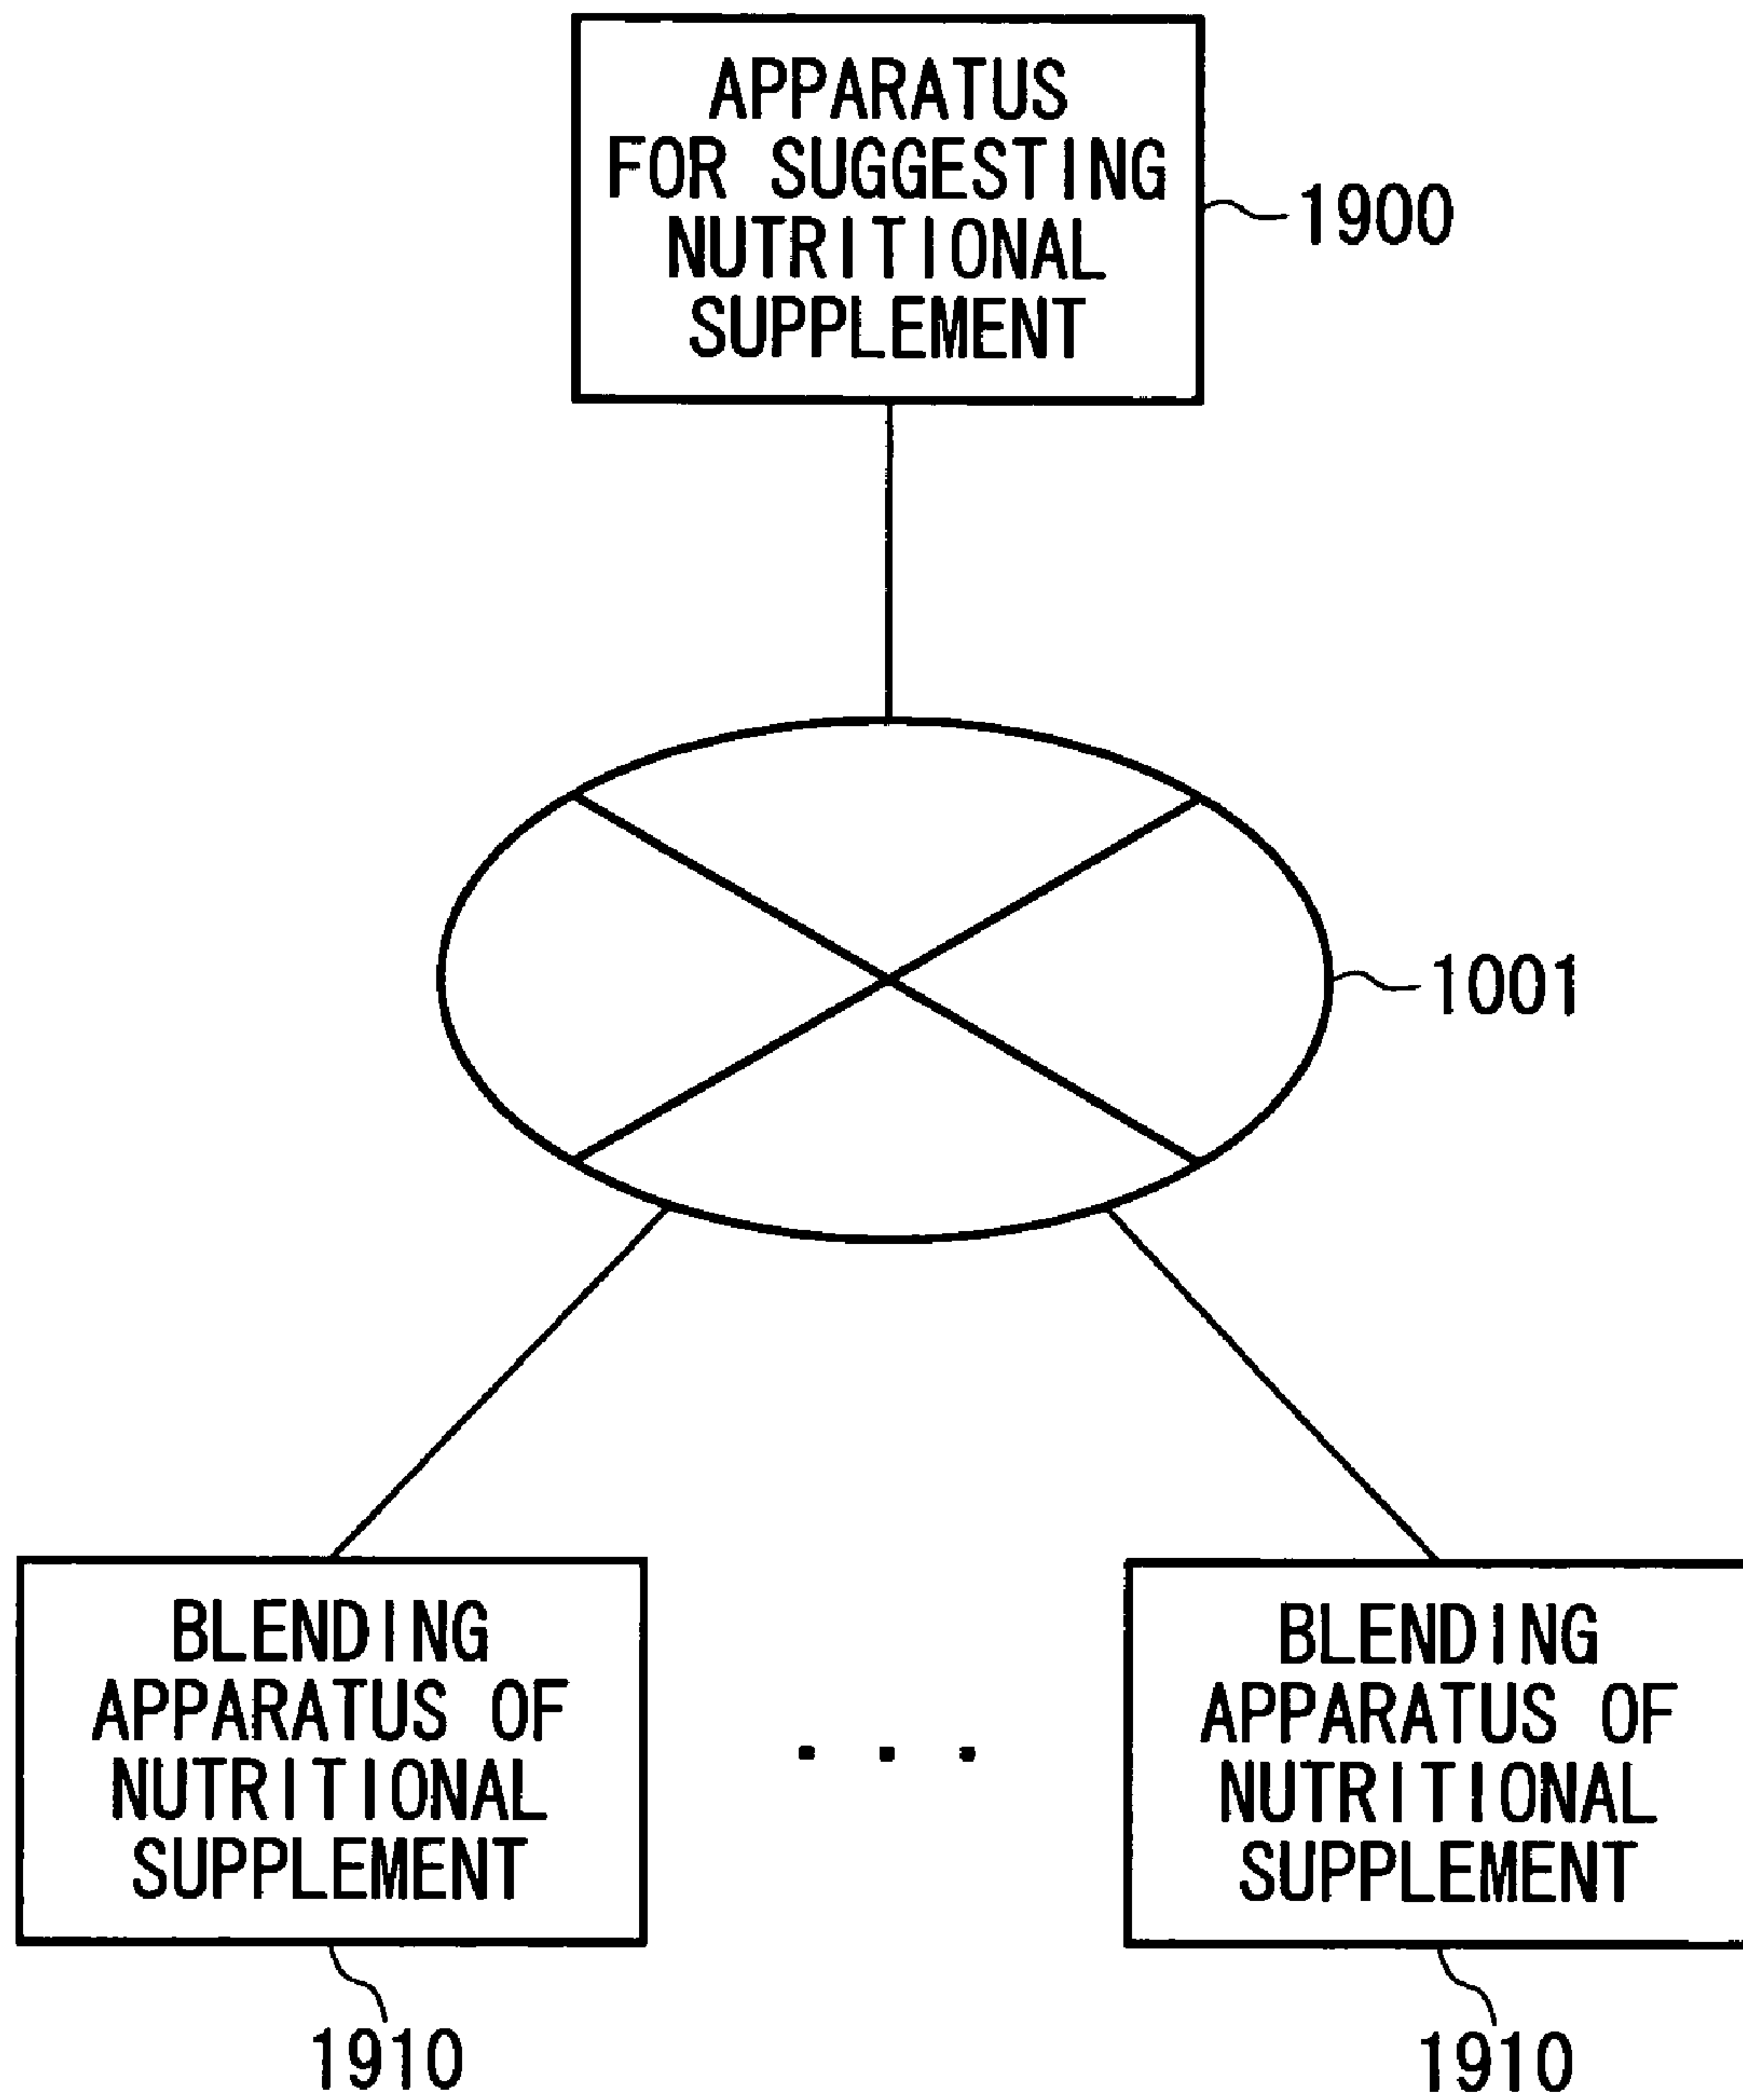 APPARATUS
FOR SUGGESTING
NUTRITIONAL
SUPPLEMENT
1900
1001
BLENDING
APPARATUS OF
NUTRITIONAL
SUPPLEMENT
1910
. . .
BLENDING
APPARATUS OF
NUTRITIONAL
SUPPLEMENT
1910